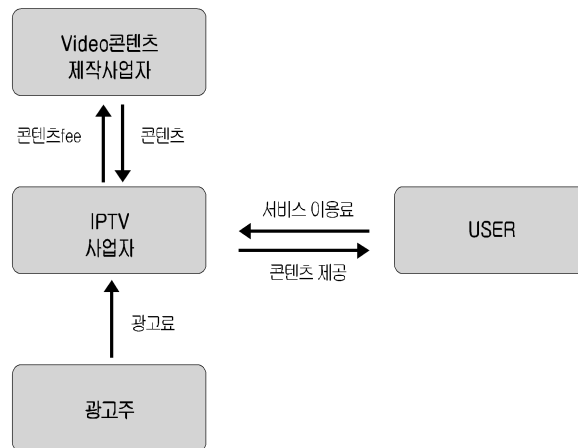 Video콘텐츠
제작사업자
콘텐츠fee
콘텐츠
IPTV
사업자
서비스 이용료
USER
콘텐츠 제공
광고료
광고주